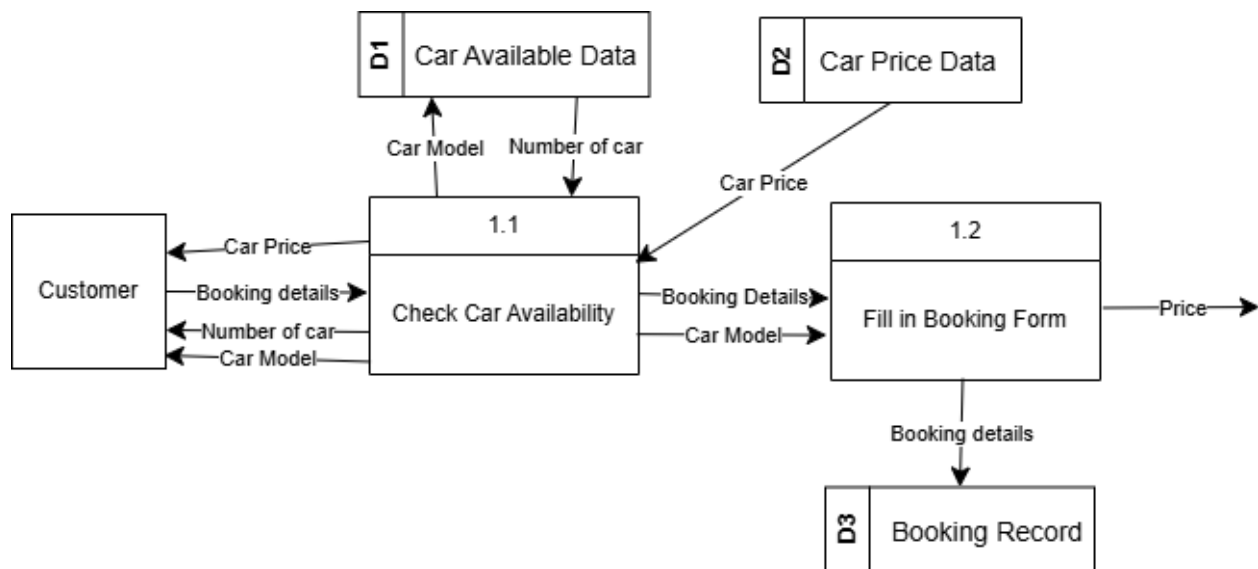 D1
Car Available Data
D2
Car Price Data
Car Model
Number of car
Car Price
1.1
1.2
Customer
Car Price
Booking details
Number of car
Car Model
Check Car Availability
Booking Details
Car Model
Fill in Booking Form
Price
Booking details
D3
Booking Record